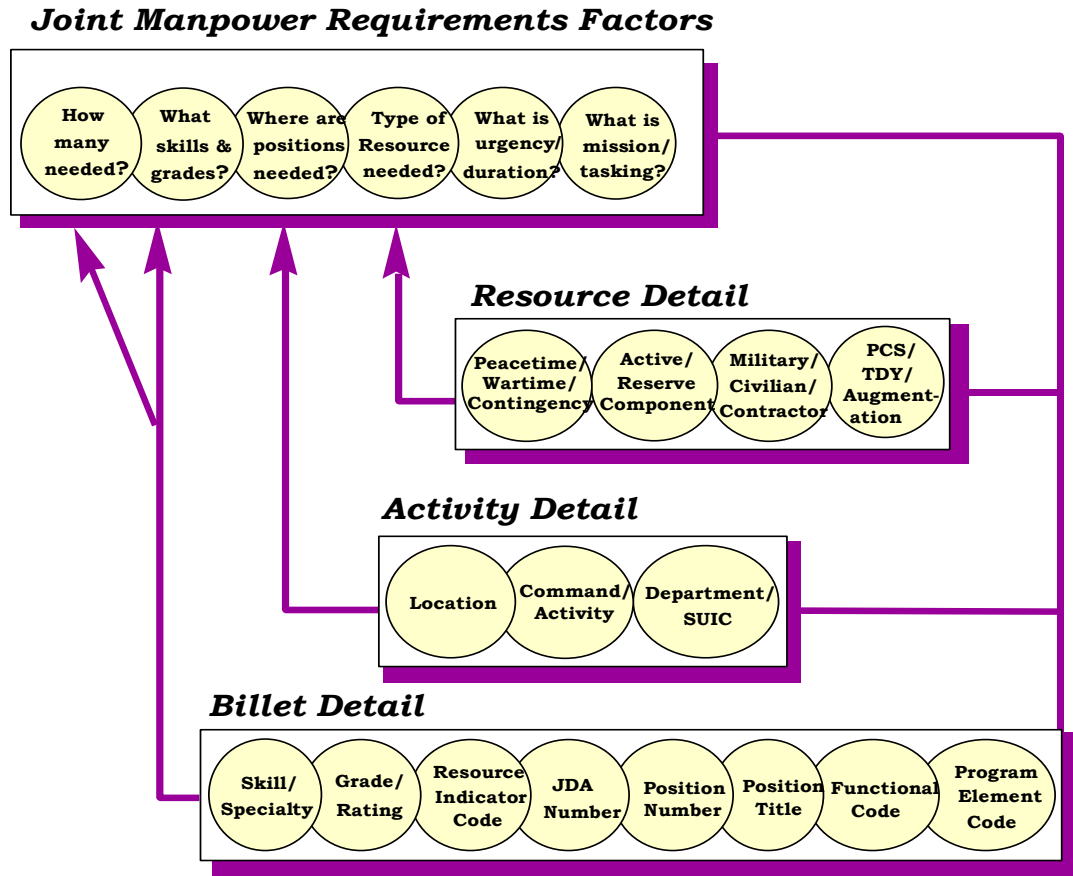 Joint Manpower Requirements Factors
How
many
needed?
What
skills &
grades?
Where are
positions
needed?
Type of
Resource
needed?
What is
urgency/
duration?
What is
mission/
tasking?
Resource Detail
Peacetime/
Wartime/
Contingency
Active/
Reserve
Component
Military/
Civilian/
Contractor
PCS/
TDY/
Augment-
ation
Activity Detail
Location
Command/
Activity
Department/
SUIC
Billet Detail
Skill/
Specialty
Grade/
Rating
Resource
Indicator
Code
JDA
Number
Position
Number
Position
Title
Functional
Code
Program
Element
Code